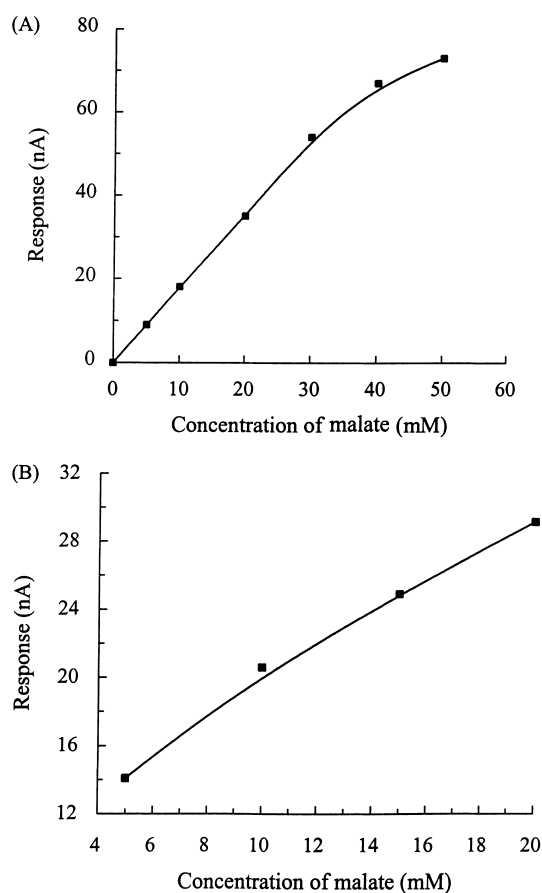 (A)
80
60
40
20
0
Response (nA)
0 10 20 30 40 50 60
Concentration of malate (mM)
(B)
32
28
24
20
16
12
Response (nA)
4 6 8 10 12 14 16 18 20
Concentration of malate (mM)